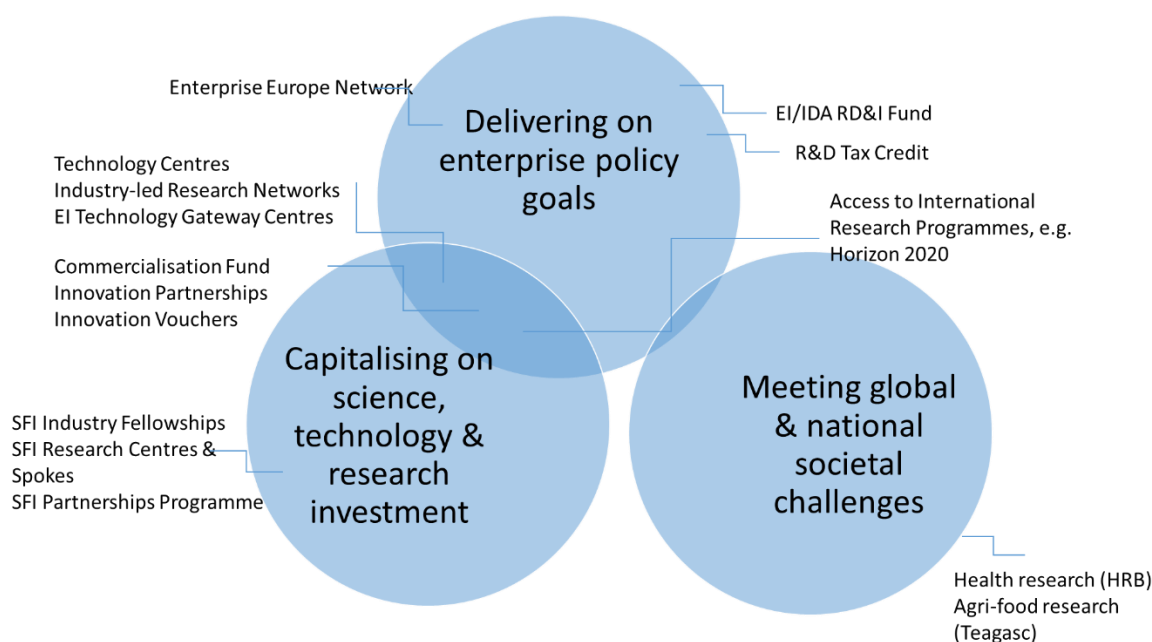 Enterprise Europe Network
Delivering on
enterprise policy
goals
EI/IDA RD&I Fund
R&D Tax Credit
Technology Centres
Industry-led Research Networks
EI Technology Gateway Centres
Access to International
Research Programmes, e.g.
Horizon 2020
Commercialisation Fund
Innovation Partnerships
Innovation Vouchers
Capitalising on
science,
technology &
research
investment
Meeting global
& national
societal
challenges
SFI Industry Fellowships
SFI Research Centres &
Spokes
SFI Partnerships Programme
Health research (HRB)
Agri-food research
(Teagasc)